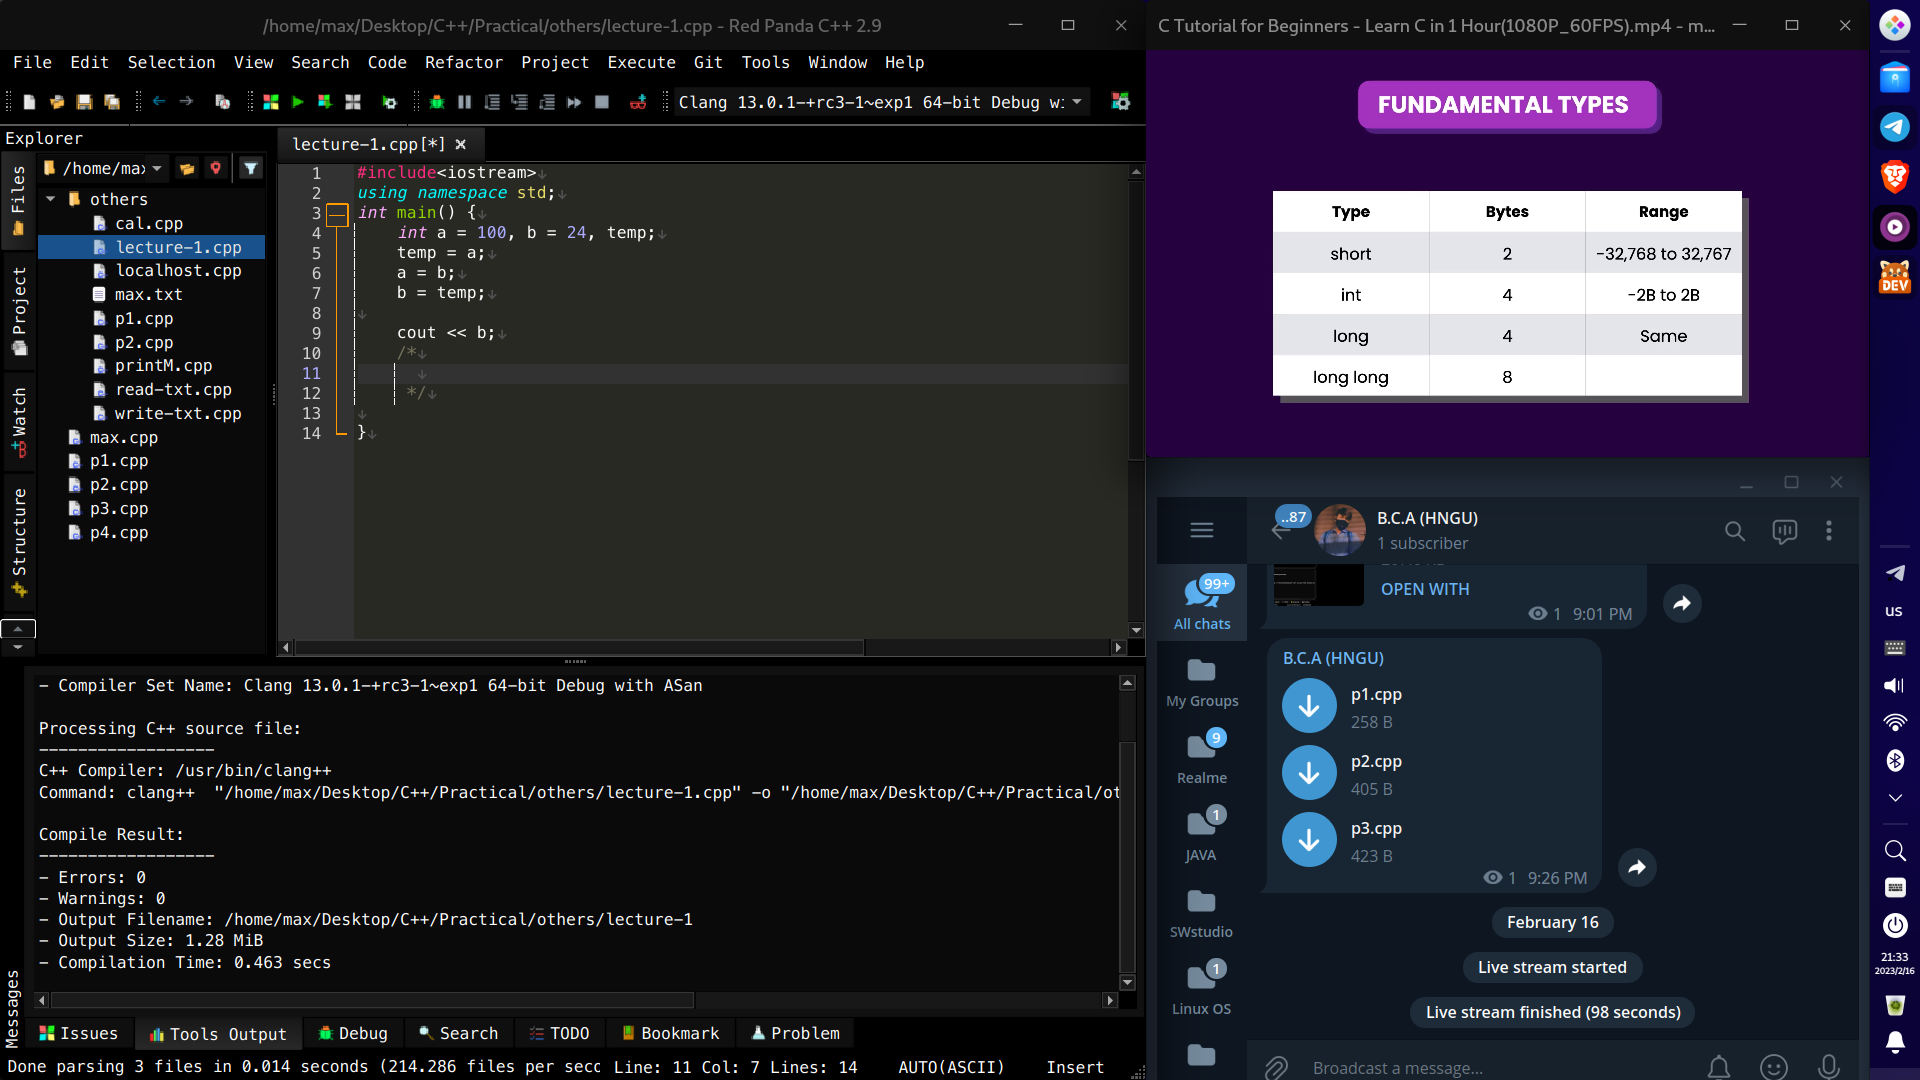 /home/max/Desktop/C++/Practical/others/lecture-1.cpp - Red Panda C++ 2.9
File Edit Selection View Search Code Refactor Project Execute Git Tools Window Help
Clang 13.0.1-+rc3-1~exp1 64-bit Debug w:
Explorer
/home/max
Files
Project
Watch
Structure
others
cal.cpp
lecture-1.cpp
localhost.cpp
max.txt
p1.cpp
p2.cpp
printM.cpp
read-txt.cpp
write-txt.cpp
max.cpp
p1.cpp
p2.cpp
p3.cpp
p4.cpp
lecture-1.cpp[*]
1 #include<iostream>
2 using namespace std;
3 int main() {
4 int a = 100, b = 24, temp;
5 temp = a;
6 a = b;
7 b = temp;
8
9 cout << b;
10 /*
11
12 */
13
14 }
- Compiler Set Name: Clang 13.0.1-+rc3-1~exp1 64-bit Debug with ASan
Processing C++ source file:
------------------
C++ Compiler: /usr/bin/clang++
Command: clang++  "/home/max/Desktop/C++/Practical/others/lecture-1.cpp" -o "/home/max/Desktop/C++/Practical/ot
Compile Result:
------------------
- Errors: 0
- Warnings: 0
- Output Filename: /home/max/Desktop/C++/Practical/others/lecture-1
- Output Size: 1.28 MiB
- Compilation Time: 0.463 secs
Messages
Issues Tools Output Debug Search TODO Bookmark Problem
Done parsing 3 files in 0.014 seconds (214.286 files per secc Line: 11 Col: 7 Lines: 14 AUTO(ASCII) Insert
C Tutorial for Beginners - Learn C in 1 Hour(1080P_60FPS).mp4 - m...
FUNDAMENTAL TYPES
Type Bytes Range
short 2 -32,768 to 32,767
int 4 -2B to 2B
long 4 Same
long long 8
..87
B.C.A (HNGU)
1 subscriber
99+
All chats
My Groups
9
Realme
1
JAVA
SWstudio
1
Linux OS
OPEN WITH
1 9:01 PM
B.C.A (HNGU)
p1.cpp
258 B
p2.cpp
405 B
p3.cpp
423 B
1 9:26 PM
February 16
Live stream started
Live stream finished (98 seconds)
Broadcast a message...
DEV
us
21:33
2023/2/16